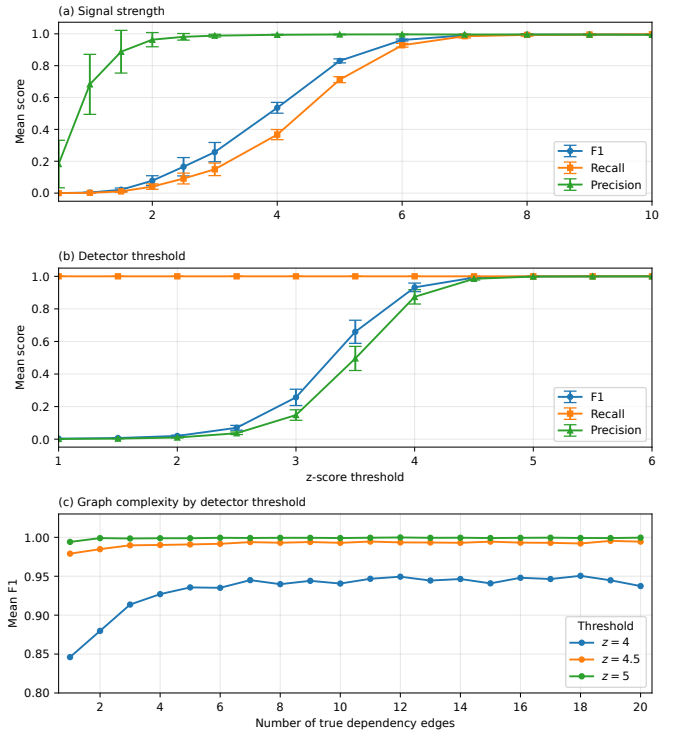 (a) Signal strength
1.0
0.8
0.6
0.4
0.2
0.0
Mean score
F1
Recall
Precision
2
4
6
8
10
(b) Detector threshold
1.0
0.8
0.6
0.4
0.2
0.0
Mean score
F1
Recall
Precision
1
2
3
4
5
6
z-score threshold
(c) Graph complexity by detector threshold
1.00
0.95
0.90
0.85
0.80
Mean F1
Threshold
z = 4
z = 4.5
z = 5
2
4
6
8
10
12
14
16
18
20
Number of true dependency edges